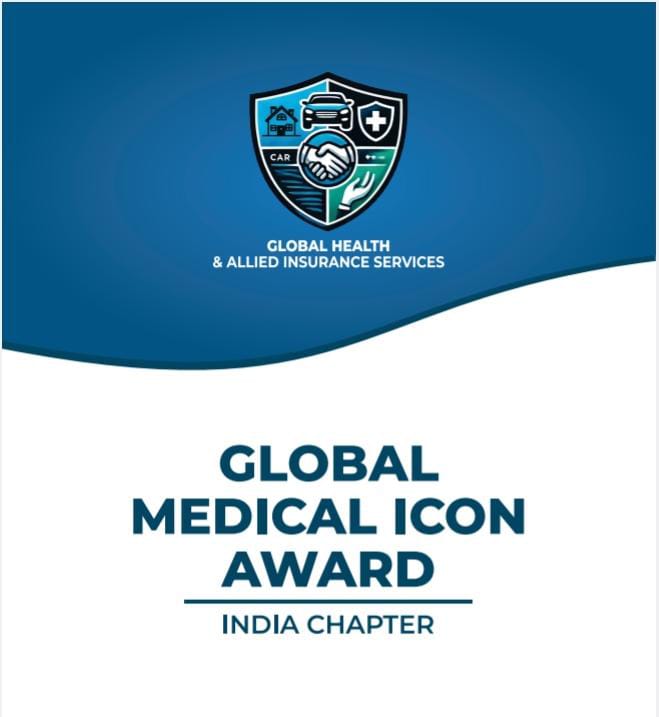 CAR
GLOBAL HEALTH
& ALLIED INSURANCE SERVICES
GLOBAL
MEDICAL ICON
AWARD
INDIA CHAPTER